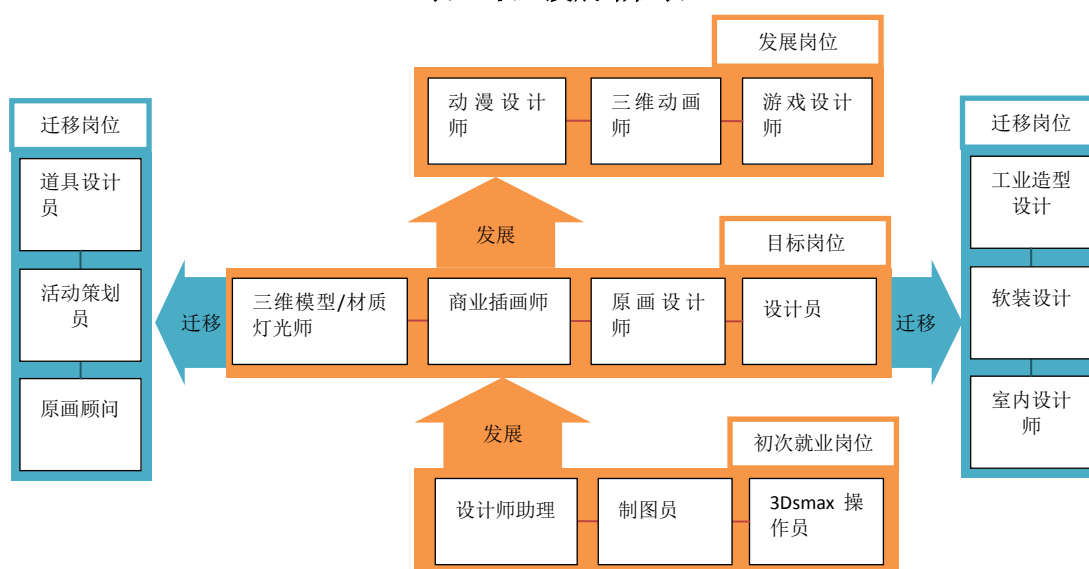 发展岗位
动漫设计
师
三维动画
师
游戏设计
师
迁移岗位
道具设计
员
活动策划
员
原画顾问
迁移岗位
工业造型
设计
软装设计
室内设计
师
发展
目标岗位
迁移
三维模型/材质
灯光师
商业插画师
原画设计
师
设计员
迁移
发展
初次就业岗位
设计师助理
制图员
3Dsmax 操
作员